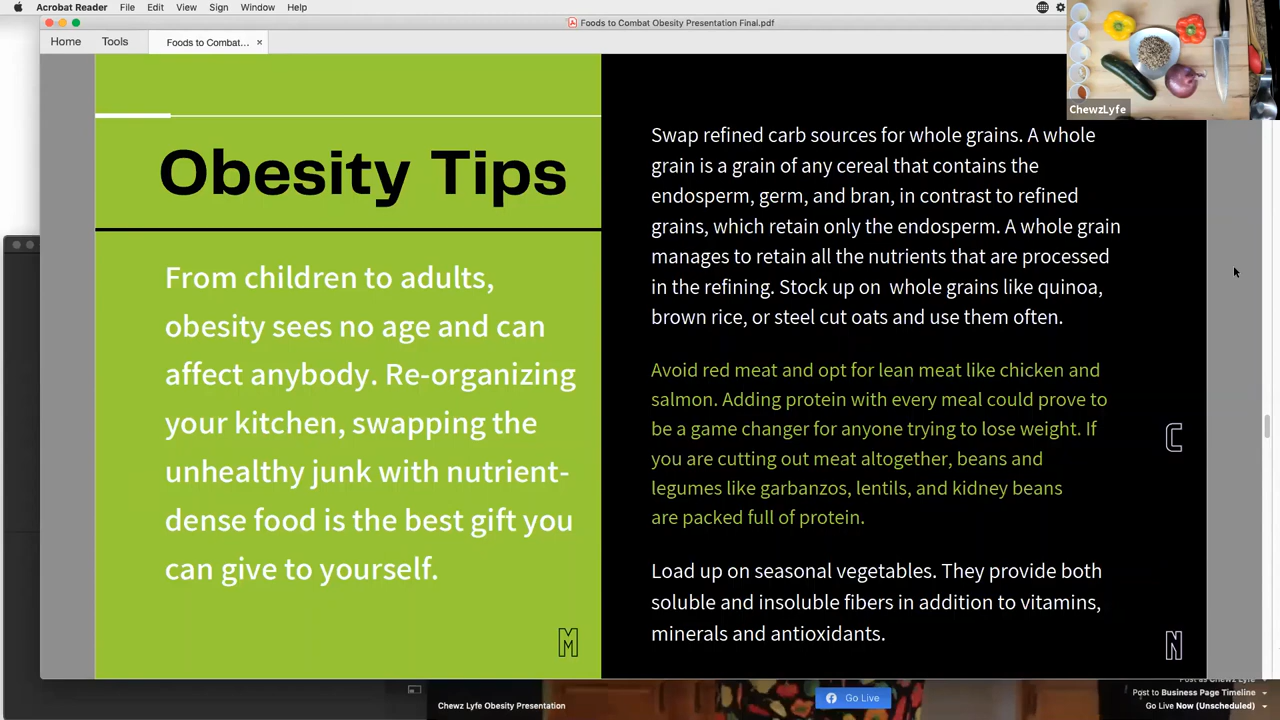 Acrobat Reader File Edit View Sign Window Help
Foods to Combat Obesity Presentation Final.pdf
Home Tools Foods to Combat... ×
ChewzLyfe
Obesity Tips
From children to adults,
obesity sees no age and can
affect anybody. Re-organizing
your kitchen, swapping the
unhealthy junk with nutrient-
dense food is the best gift you
can give to yourself.
M
Swap refined carb sources for whole grains. A whole
grain is a grain of any cereal that contains the
endosperm, germ, and bran, in contrast to refined
grains, which retain only the endosperm. A whole grain
manages to retain all the nutrients that are processed
in the refining. Stock up on whole grains like quinoa,
brown rice, or steel cut oats and use them often.
Avoid red meat and opt for lean meat like chicken and
salmon. Adding protein with every meal could prove to
be a game changer for anyone trying to lose weight. If
you are cutting out meat altogether, beans and
legumes like garbanzos, lentils, and kidney beans
are packed full of protein.
C
Load up on seasonal vegetables. They provide both
soluble and insoluble fibers in addition to vitamins,
minerals and antioxidants.
N
Chewz Lyfe Obesity Presentation
Go Live
Post as Chewz Lyfe
Post to Business Page Timeline
Go Live Now (Unscheduled)